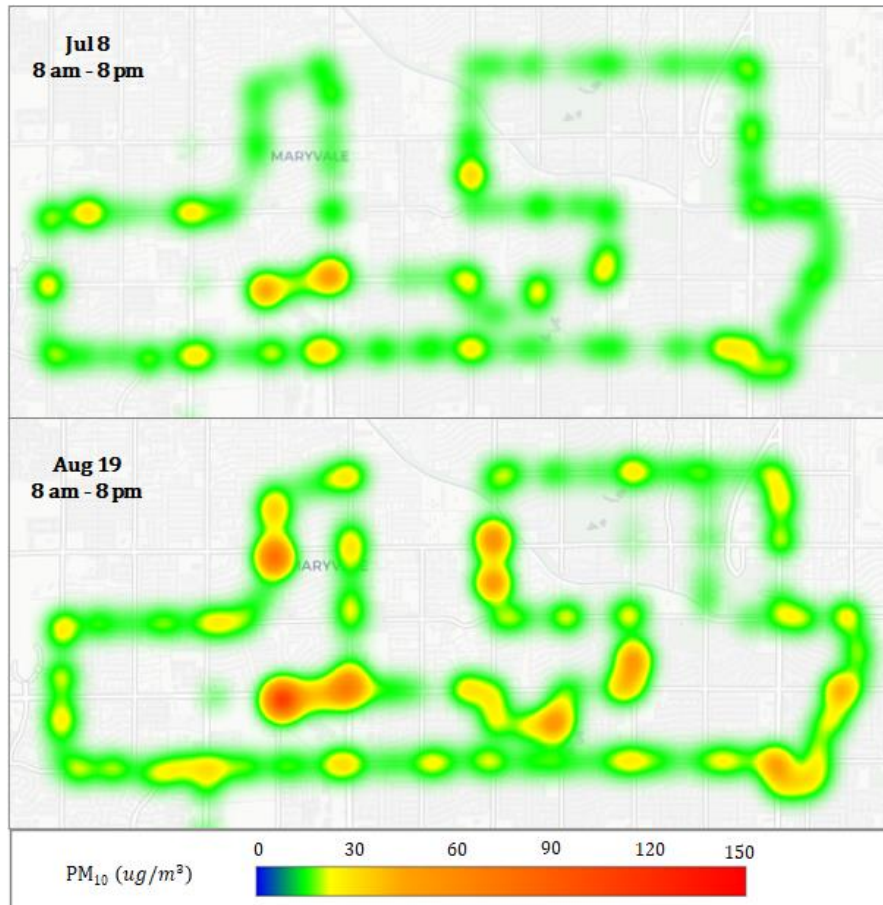 Jul 8
8 am - 8 pm
MARYVALE
Aug 19
8 am - 8 pm
MARYVALE
0 30 60 90 120 150
PM₁₀ (ug/m³)